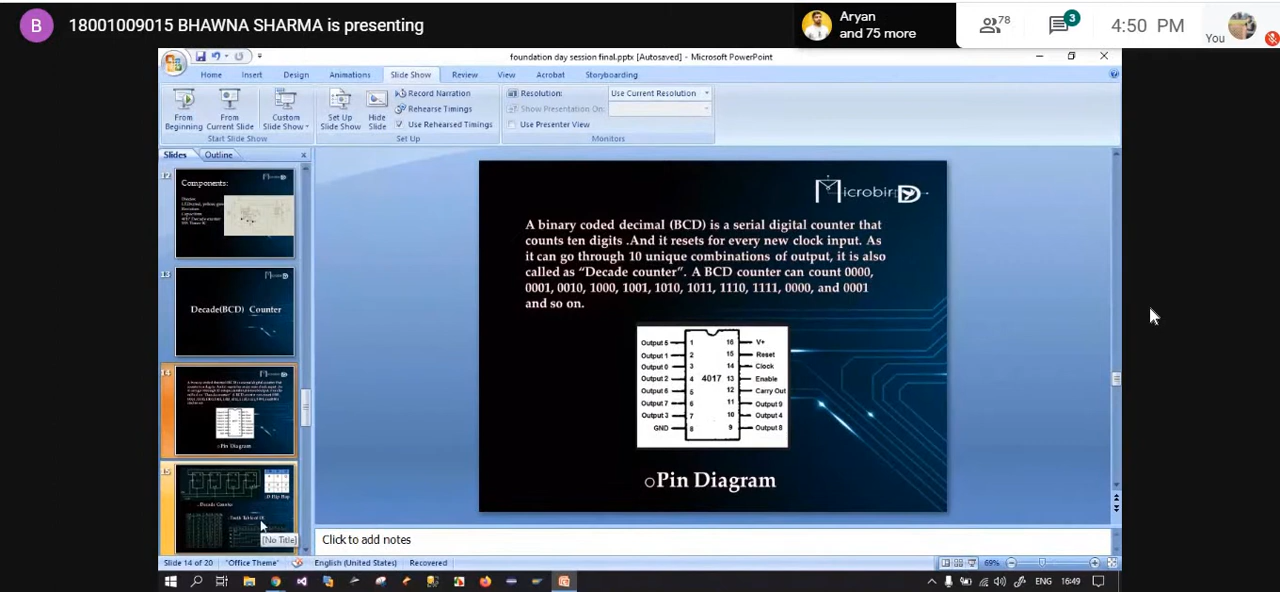 B 18001009015 BHAWNA SHARMA is presenting
Aryan
and 75 more
78
3
4:50 PM
You
foundation day session final.pptx [Autosaved] - Microsoft PowerPoint
Home Insert Design Animations Slide Show Review View Acrobat Storyboarding
From Beginning
From Current Slide
Custom Slide Show
Start Slide Show
Set Up Slide Show
Hide Slide
Record Narration
Rehearse Timings
Use Rehearsed Timings
Set Up
Resolution: Use Current Resolution
Show Presentation On:
Use Presenter View
Monitors
Slides Outline
12
Components:
13
Decade(BCD) Counter
14
Pin Diagram
15
Decade Counter
D Flip Flop
[No Title]
Microbird
A binary coded decimal (BCD) is a serial digital counter that
counts ten digits .And it resets for every new clock input. As
it can go through 10 unique combinations of output, it is also
called as “Decade counter”. A BCD counter can count 0000,
0001, 0010, 1000, 1001, 1010, 1011, 1110, 1111, 0000, and 0001
and so on.
Output 5 1 16 V+
Output 1 2 15 Reset
Output 0 3 14 Clock
Output 2 4 4017 13 Enable
Output 6 5 12 Carry Out
Output 7 6 11 Output 9
Output 3 7 10 Output 4
GND 8 9 Output 8
Pin Diagram
Click to add notes
Slide 14 of 20 "Office Theme" English (United States) Recovered 69%
ENG 16:49